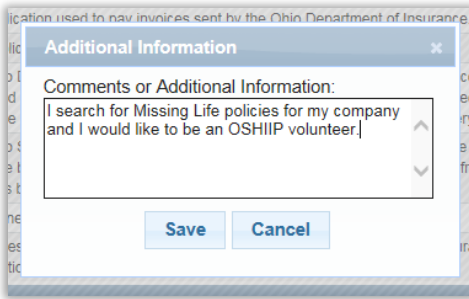 ication used to pay invoices sent by the Ohio Department of Insurance
Additional Information
Comments or Additional Information:
I search for Missing Life policies for my company
and I would like to be an OSHIIP volunteer.
Save Cancel